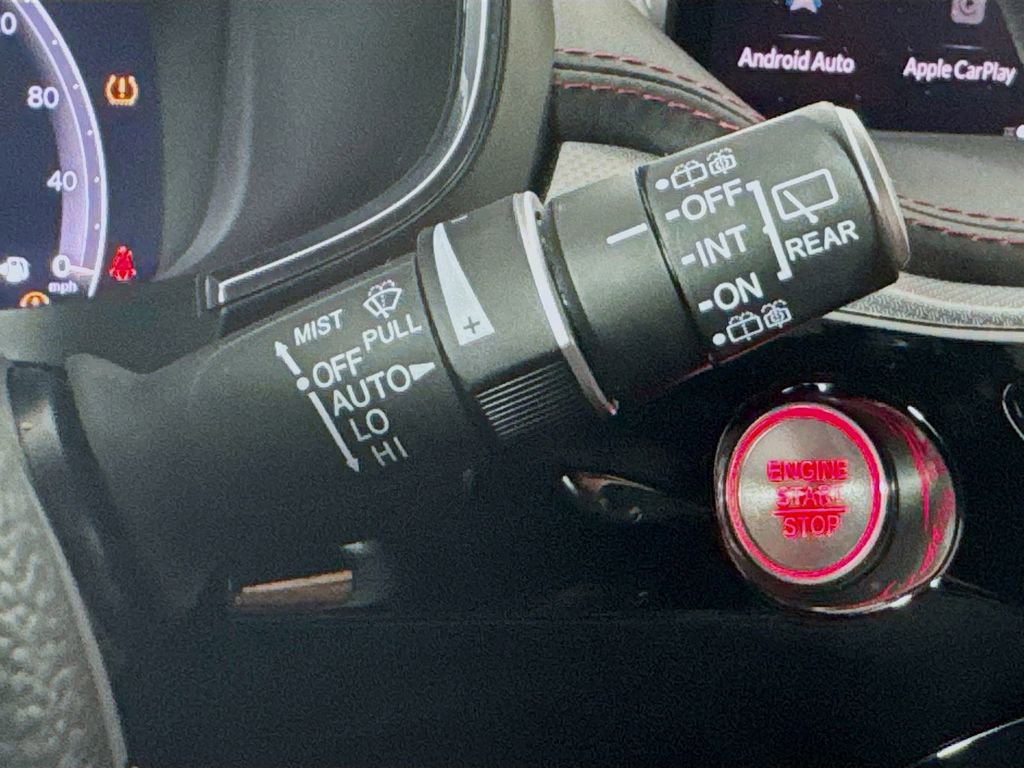 Android Auto
Apple CarPlay
80
40
0
mph
OFF
INT
ON
REAR
MIST
PULL
OFF
AUTO
LO
HI
+
ENGINE
START
STOP